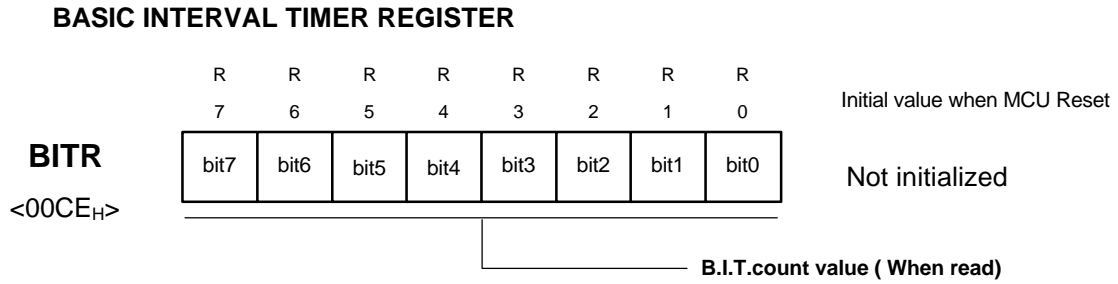 BASIC INTERVAL TIMER REGISTER
R R R R R R R R
7 6 5 4 3 2 1 0
Initial value when MCU Reset
BITR
bit7 bit6 bit5 bit4 bit3 bit2 bit1 bit0
Not initialized
<00CEH>
B.I.T.count value ( When read)